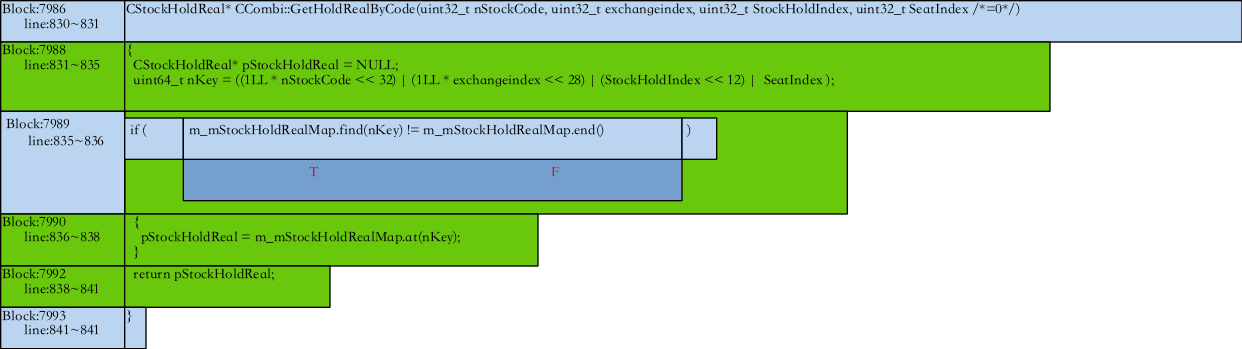 Block:7986 CStockHoldReal* CCombi::GetHoldRealByCode(uint32_t nStockCode, uint32_t exchangeindex, uint32_t StockHoldIndex, uint32_t SeatIndex /*=0*/)
line:830~831
Block:7988 {
line:831~835 CStockHoldReal* pStockHoldReal = NULL;
uint64_t nKey = ((1LL * nStockCode << 32) | (1LL * exchangeindex << 28) | (StockHoldIndex << 12) | SeatIndex );
Block:7989 if ( m_mStockHoldRealMap.find(nKey) != m_mStockHoldRealMap.end() )
line:835~836
T F
Block:7990 {
line:836~838 pStockHoldReal = m_mStockHoldRealMap.at(nKey);
}
Block:7992 return pStockHoldReal;
line:838~841
Block:7993 }
line:841~841